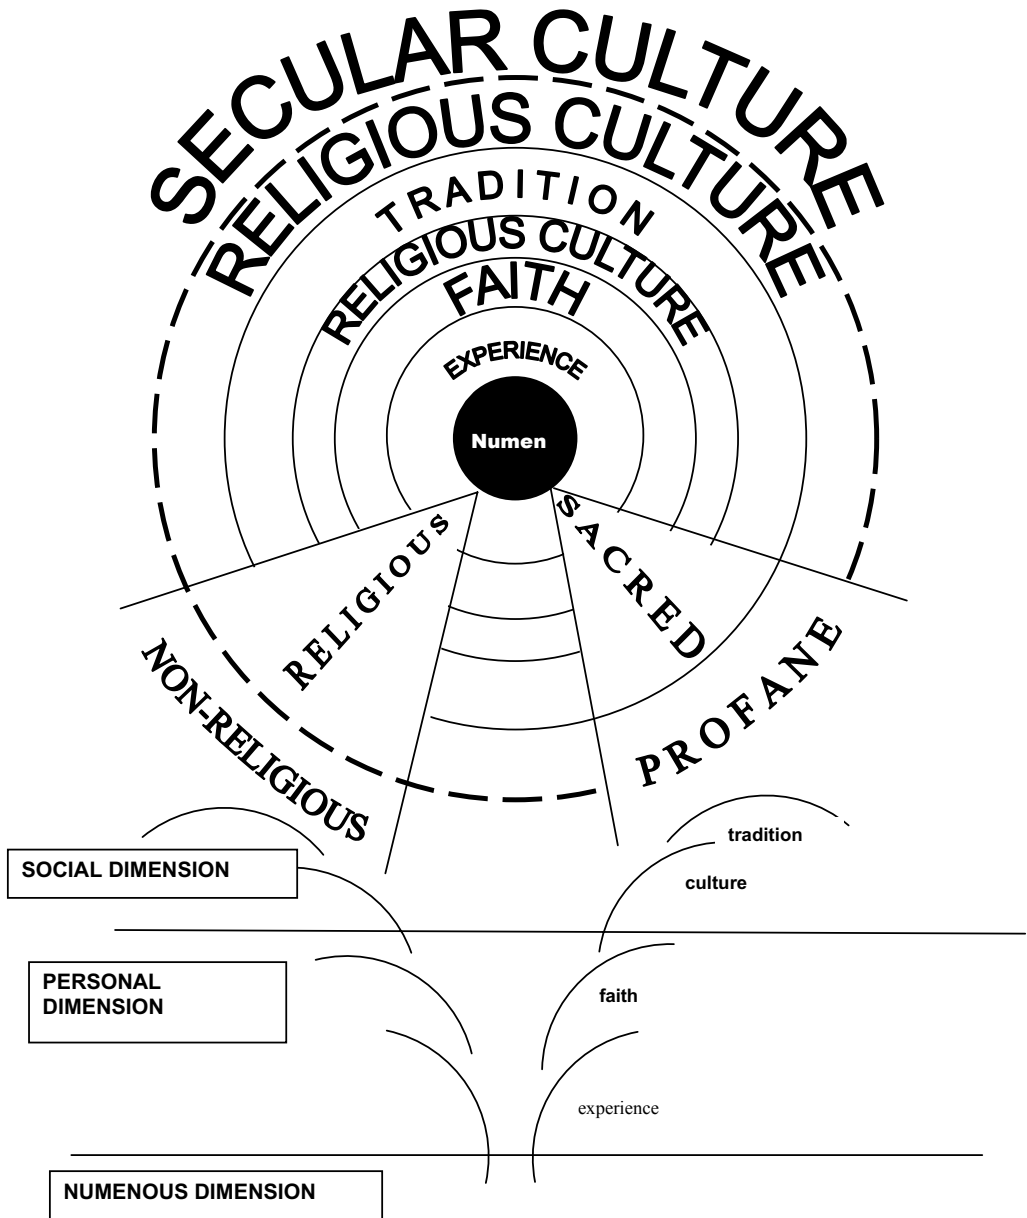 SECULAR CULTURE
RELIGIOUS CULTURE
TRADITION
RELIGIOUS CULTURE
FAITH
EXPERIENCE
Numen
RELIGIOUS
SACRED
NON-RELIGIOUS
PROFANE
tradition
SOCIAL DIMENSION
culture
PERSONAL
DIMENSION
faith
experience
NUMENOUS DIMENSION